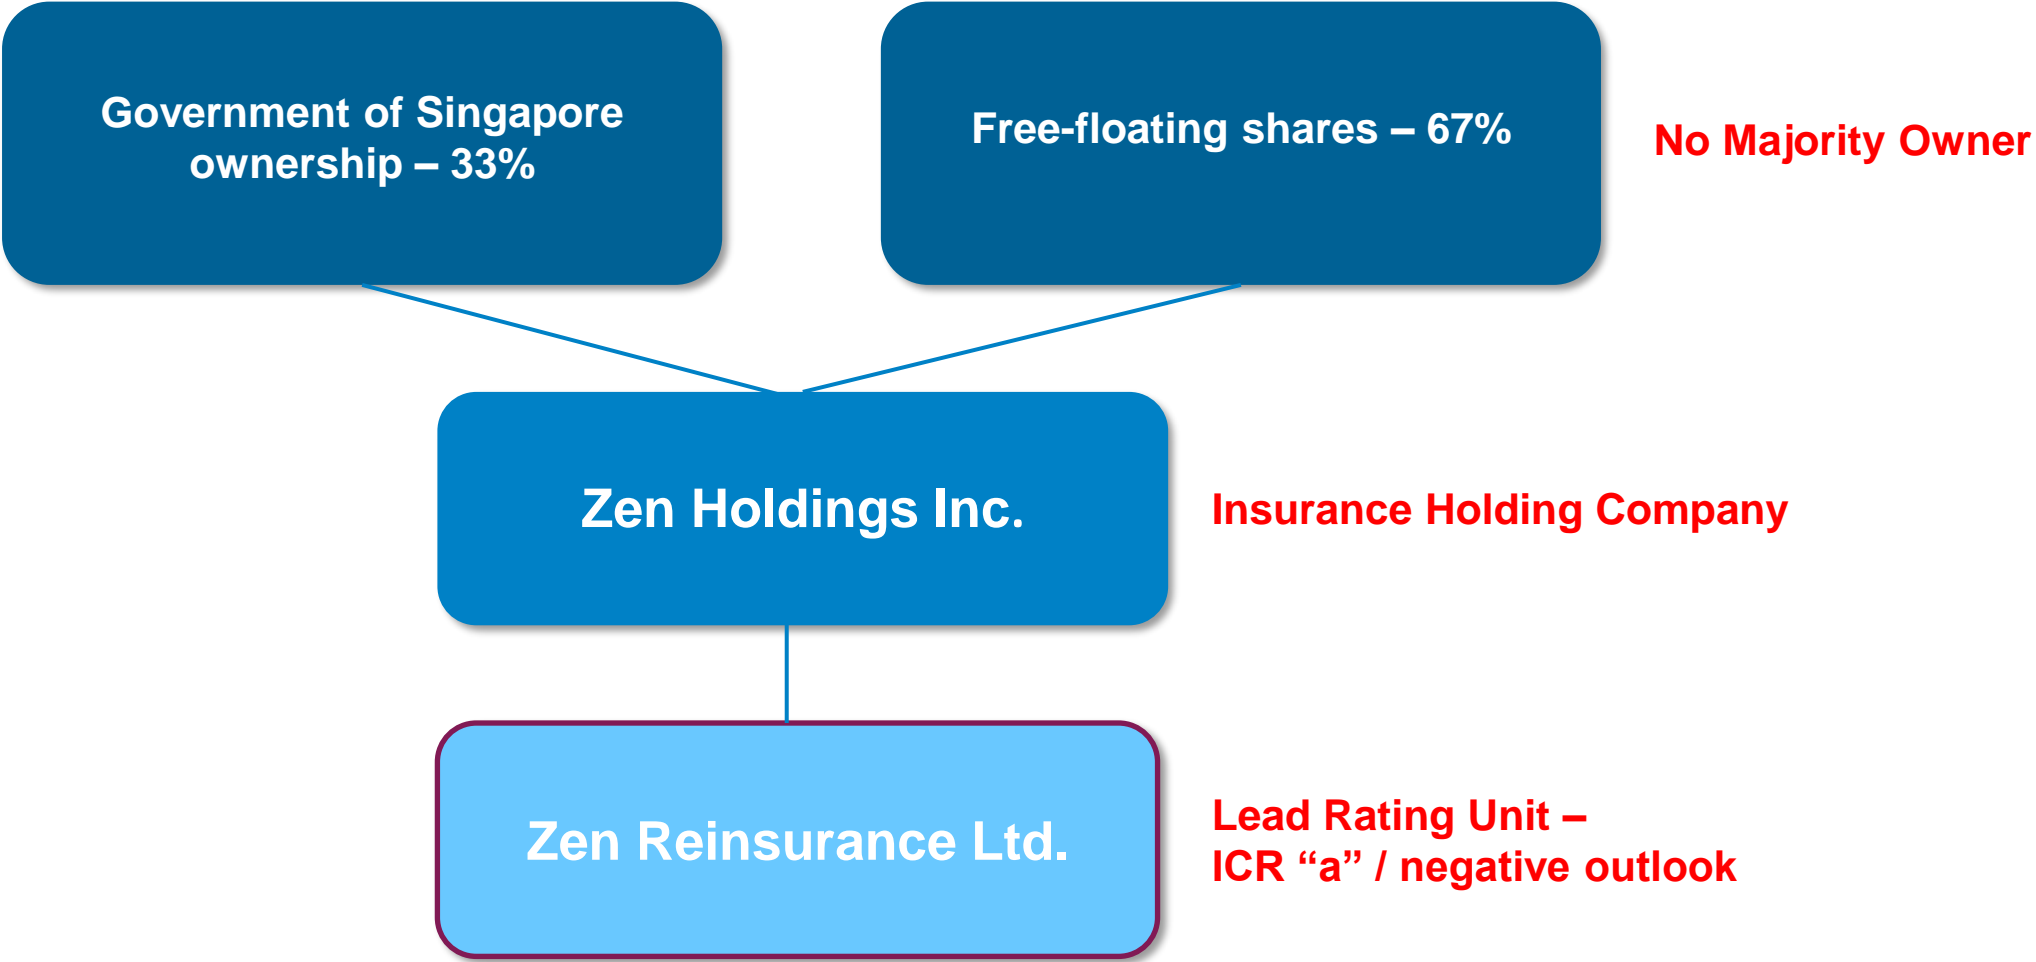 Government of Singapore
ownership – 33%
Free-floating shares – 67%
No Majority Owner
Zen Holdings Inc.
Insurance Holding Company
Zen Reinsurance Ltd.
Lead Rating Unit –
ICR “a” / negative outlook